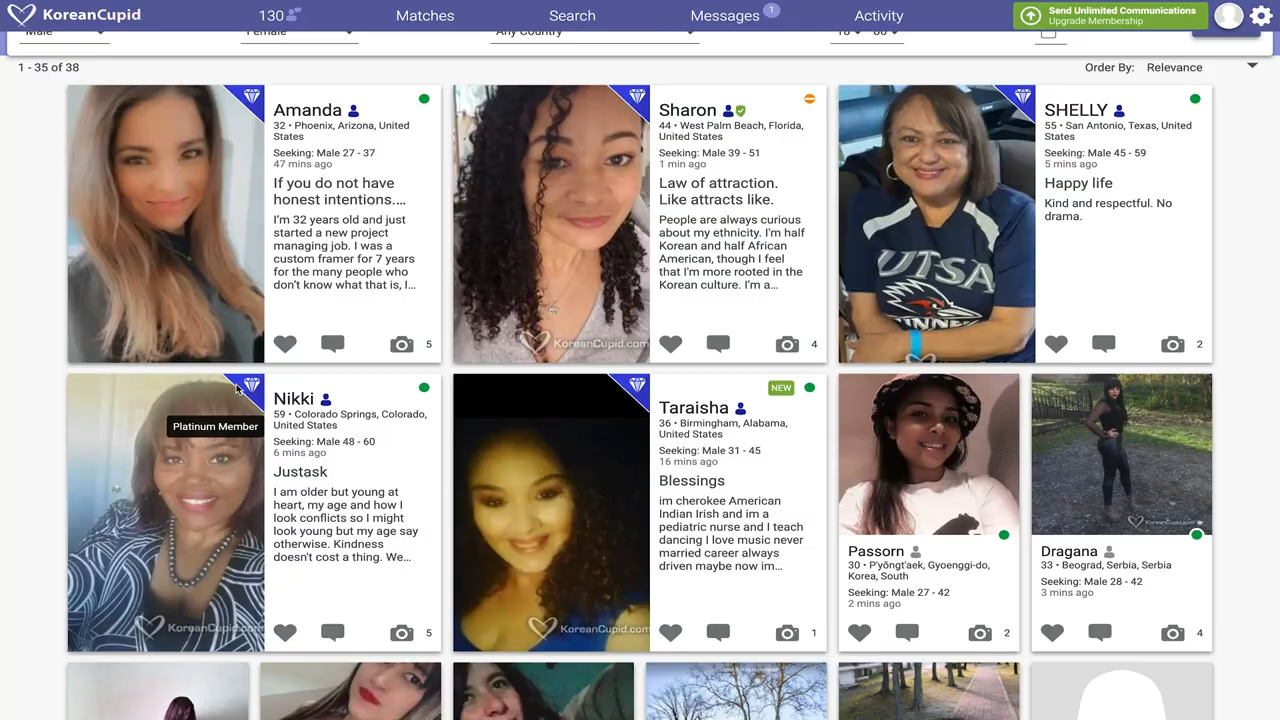 KoreanCupid
130
Matches
Search
Messages
1
Activity
Send Unlimited Communications
Upgrade Membership
Male
Female
Any Country
1 - 35 of 38
Order By: Relevance
Amanda
32 • Phoenix, Arizona, United
States
Seeking: Male 27 - 37
47 mins ago
If you do not have
honest intentions....
I'm 32 years old and just
started a new project
managing job. I was a
custom framer for 7 years
for the many people who
don't know what that is, I...
5
Sharon
44 • West Palm Beach, Florida,
United States
Seeking: Male 39 - 51
1 min ago
Law of attraction.
Like attracts like.
People are always curious
about my ethnicity. I'm half
Korean and half African
American, though I feel
that I'm more rooted in the
Korean culture. I'm a...
KoreanCupid.com
4
SHELLY
55 • San Antonio, Texas, United
States
Seeking: Male 45 - 59
5 mins ago
Happy life
Kind and respectful. No
drama.
UTSA
2
Nikki
59 • Colorado Springs, Colorado,
United States
Platinum Member
Seeking: Male 48 - 60
6 mins ago
Justask
I am older but young at
heart, my age and how I
look conflicts so I might
look young but my age say
otherwise. Kindness
doesn't cost a thing. We...
KoreanCupid.com
5
NEW
Taraisha
36 • Birmingham, Alabama,
United States
Seeking: Male 31 - 45
16 mins ago
Blessings
im cherokee American
Indian Irish and im a
pediatric nurse and I teach
dancing I love music never
married career always
driven maybe now im...
KoreanCupid.com
1
Passorn
30 • P'yŏngt'aek, Gyoenggi-do,
Korea, South
Seeking: Male 27 - 42
2 mins ago
2
KoreanCupid.com
Dragana
33 • Beograd, Serbia, Serbia
Seeking: Male 28 - 42
3 mins ago
4